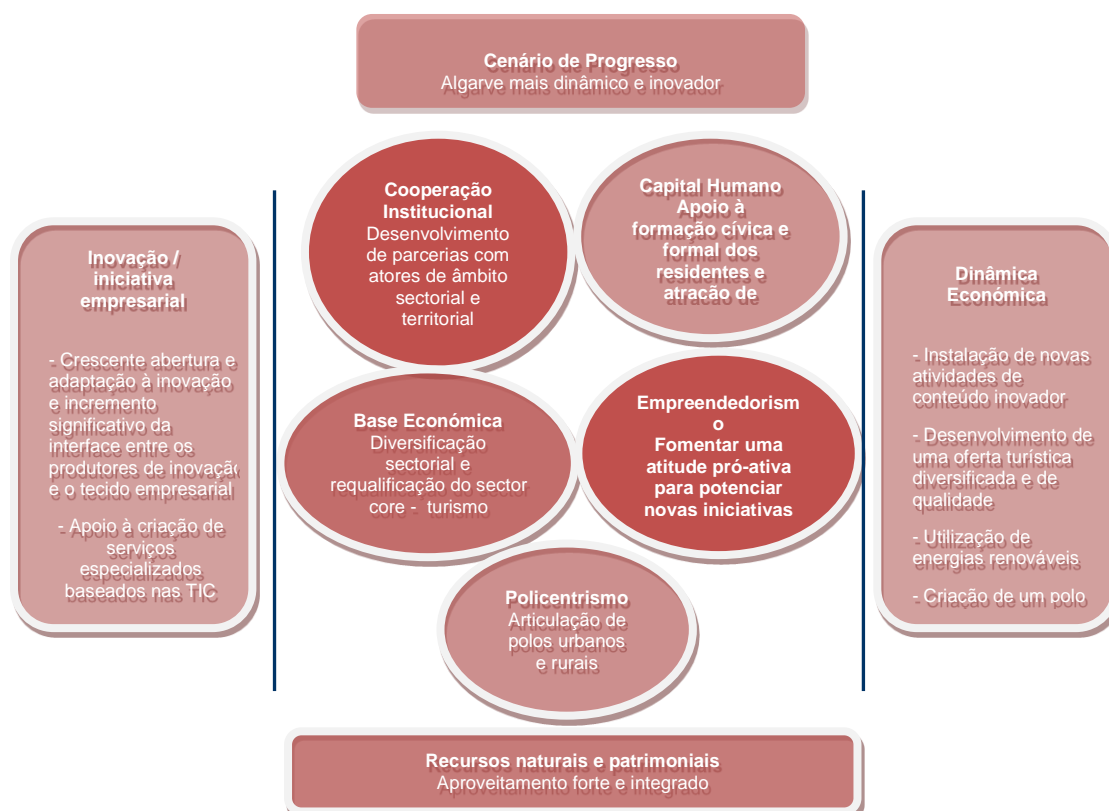 Cenário de Progresso
Algarve mais dinâmico e inovador
Cooperação
Institucional
Desenvolvimento
de parcerias com
atores de âmbito
sectorial e
territorial
Capital Humano
Apoio à
formação cívica e
formal dos
residentes e
atração de
Inovação /
iniciativa
empresarial
- Crescente abertura e
adaptação à inovação
e incremento
significativo da
interface entre os
produtores de inovação
e o tecido empresarial
- Apoio à criação de
serviços
especializados
baseados nas TIC
Base Económica
Diversificação
sectorial e
requalificação do sector
core - turismo
Empreendedorism
o
Fomentar uma
atitude pró-ativa
para potenciar
novas iniciativas
Dinâmica
Económica
- Instalação de novas
atividades de
conteúdo inovador
- Desenvolvimento de
uma oferta turística
diversificada e de
qualidade
- Utilização de
energias renováveis
- Criação de um polo
Policentrismo
Articulação de
polos urbanos
e rurais
Recursos naturais e patrimoniais
Aproveitamento forte e integrado